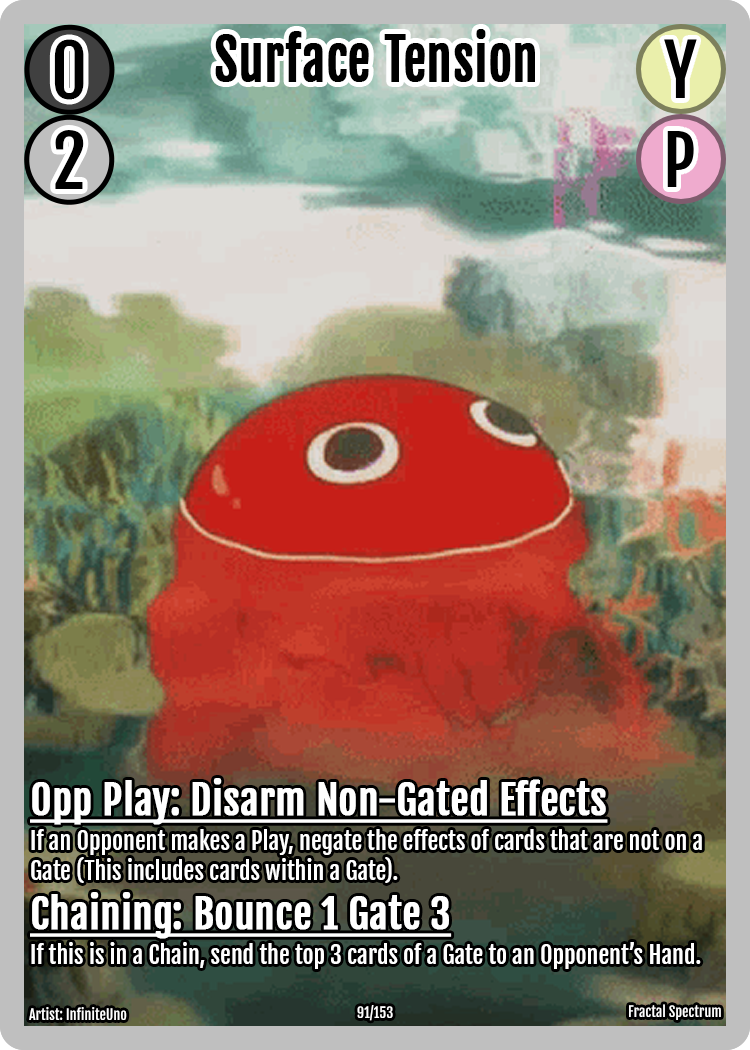 0
Surface Tension
Y
2
P
Opp Play: Disarm Non-Gated Effects
If an Opponent makes a Play, negate the effects of cards that are not on a
Gate (This includes cards within a Gate).
Chaining: Bounce 1 Gate 3
If this is in a Chain, send the top 3 cards of a Gate to an Opponent's Hand.
Artist: InfiniteUno
91/153
Fractal Spectrum